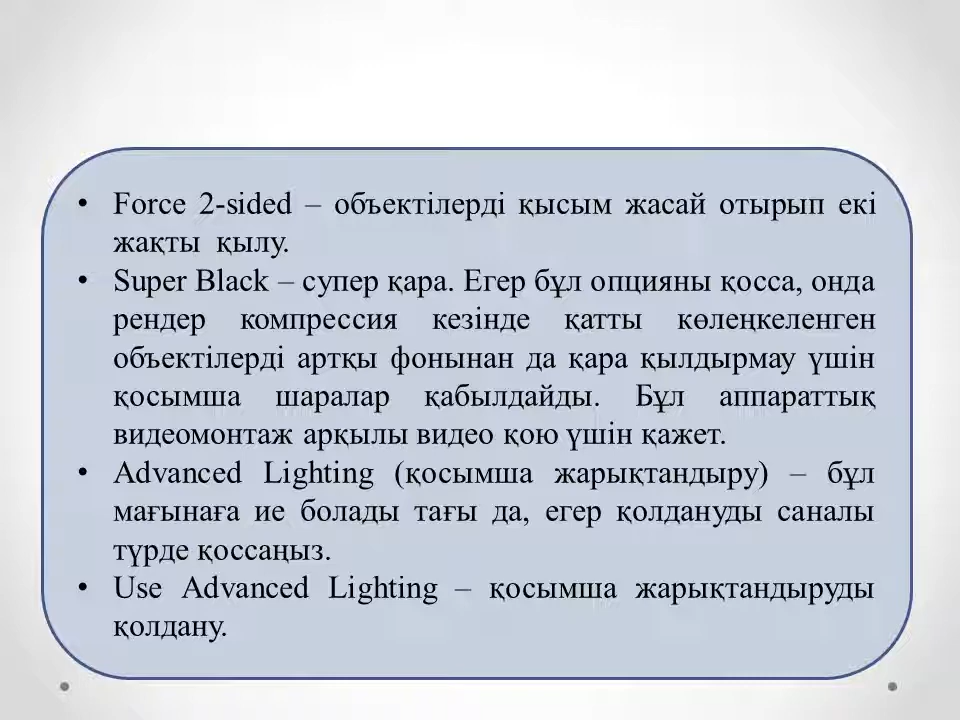 • Force 2-sided – объектілерді қысым жасай отырып екі
жақты қылу.
• Super Black – супер қара. Егер бұл опцияны қосса, онда
рендер компрессия кезінде қатты көлеңкеленген
объектілерді артқы фонынан да қара қылдырмау үшін
қосымша шаралар қабылдайды. Бұл аппараттық
видеомонтаж арқылы видео қою үшін қажет.
• Advanced Lighting (қосымша жарықтандыру) – бұл
мағынаға ие болады тағы да, егер қолдануды саналы
түрде қоссаңыз.
• Use Advanced Lighting – қосымша жарықтандыруды
қолдану.